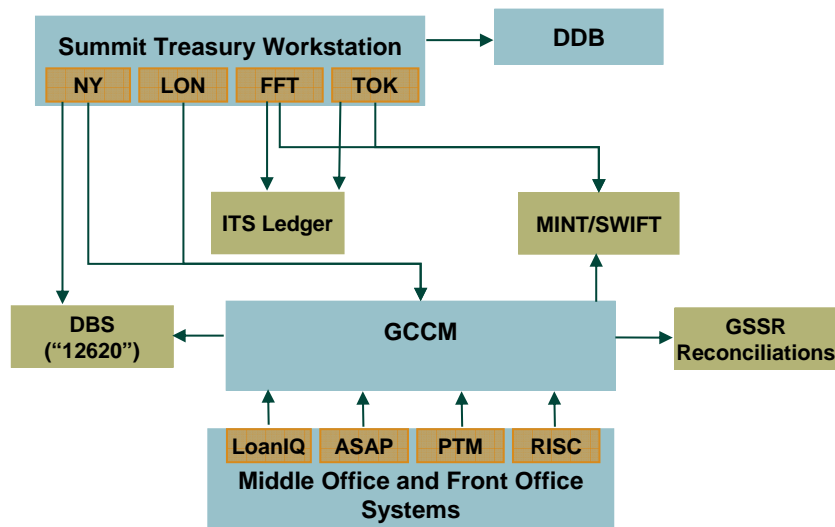 Summit Treasury Workstation
DDB
NY
LON
FFT
TOK
ITS Ledger
MINT/SWIFT
DBS
(“12620”)
GCCM
GSSR
Reconciliations
LoanIQ
ASAP
PTM
RISC
Middle Office and Front Office
Systems